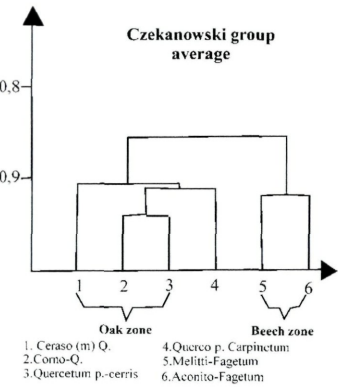 Czekanowski group
average
0,8
0,9
1 2 3 4 5 6
Oak zone Beech zone
1. Ceraso (m) Q. 4.Querco p. Carpinetum
2.Corno-Q. 5.Melitti-Fagetum
3.Quercetum p.-cerris 6.Aconito-Fagetum